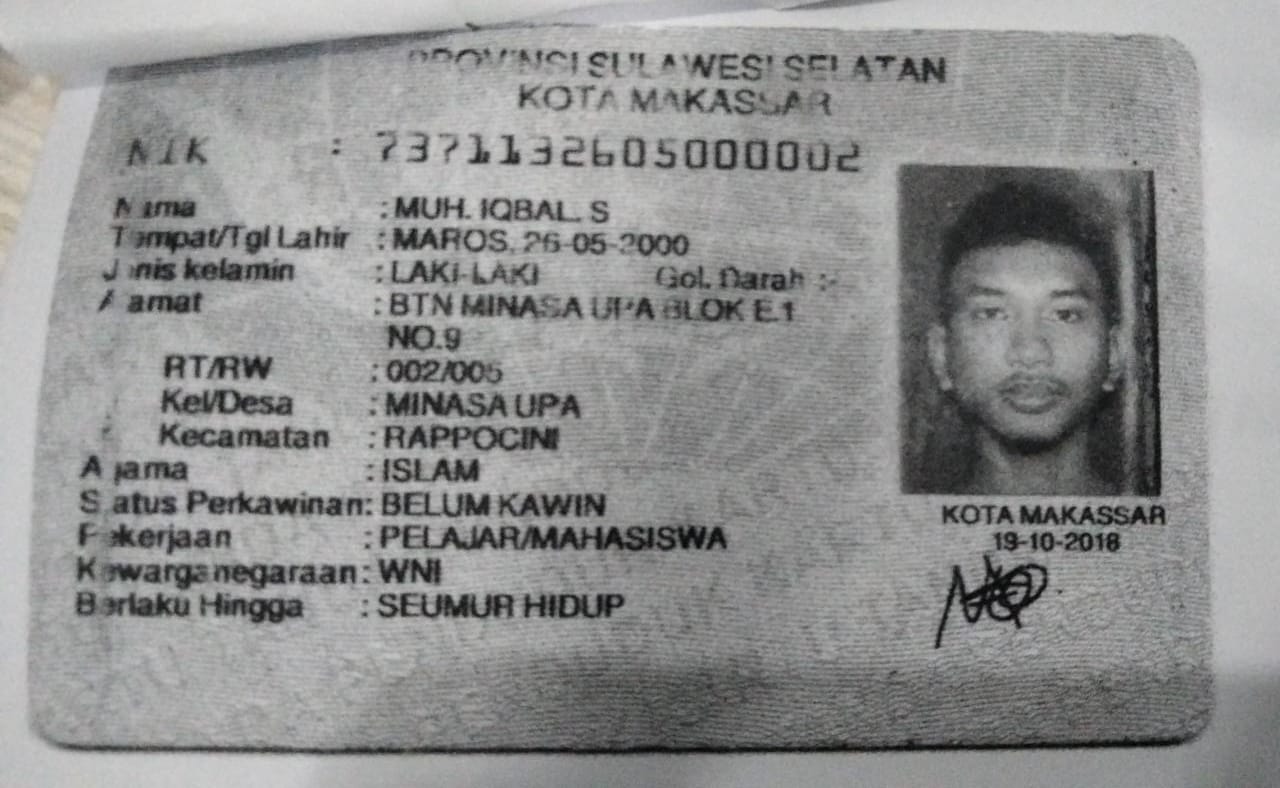 PROVINSI SULAWESI SELATAN
KOTA MAKASSAR
NIK : 7371132605000002
Nama : MUH. IQBAL. S
Tempat/Tgl Lahir : MAROS, 26-05-2000
Jenis kelamin : LAKI-LAKI Gol. Darah :-
Alamat : BTN MINASA UPA BLOK E.1
NO.9
RT/RW : 002/005
Kel/Desa : MINASA UPA
Kecamatan : RAPPOCINI
Agama : ISLAM
Status Perkawinan: BELUM KAWIN
Pekerjaan : PELAJAR/MAHASISWA
Kewarganegaraan: WNI
Berlaku Hingga : SEUMUR HIDUP
KOTA MAKASSAR
19-10-2018